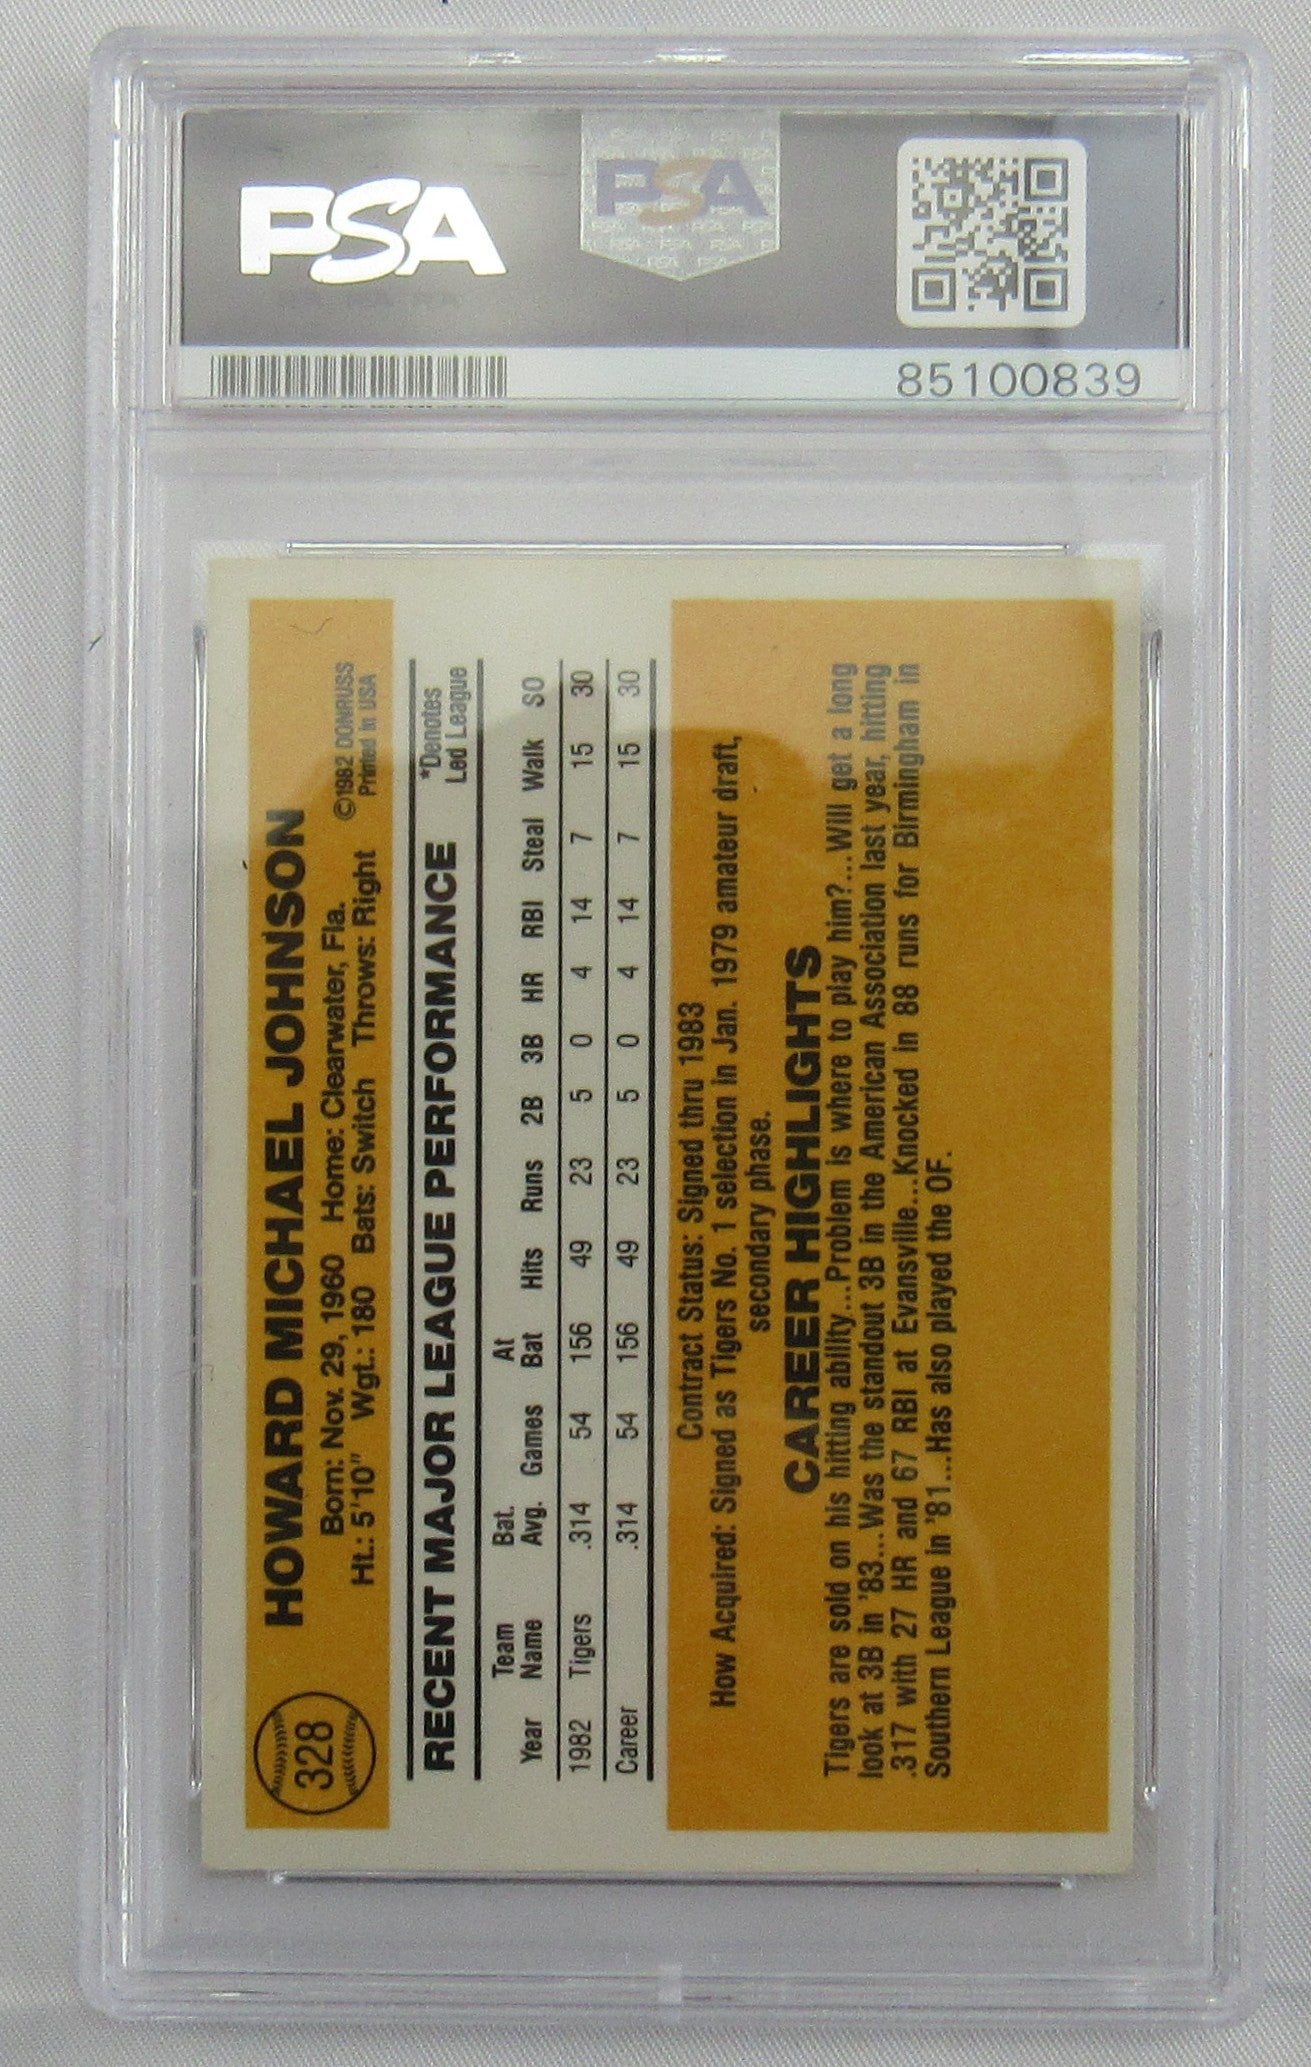 PSA
PSA
85100839
328
HOWARD MICHAEL JOHNSON
Born: Nov. 29, 1960 Home: Clearwater, Fla.
Ht.: 5'10" Wgt.: 180 Bats: Switch Throws: Right
©1982 DONRUSS
Printed in USA
RECENT MAJOR LEAGUE PERFORMANCE
*Denotes
Led League
Team Bat. At
Year Name Avg. Games Bat Hits Runs 2B 3B HR RBI Steal Walk SO
1982 Tigers .314 54 156 49 23 5 0 4 14 7 15 30
Career .314 54 156 49 23 5 0 4 14 7 15 30
Contract Status: Signed thru 1983
How Acquired: Signed as Tigers No. 1 selection in Jan. 1979 amateur draft,
secondary phase.
CAREER HIGHLIGHTS
Tigers are sold on his hitting ability...Problem is where to play him?...Will get a long
look at 3B in '83...Was the standout 3B in the American Association last year, hitting
.317 with 27 HR and 67 RBI at Evansville...Knocked in 88 runs for Birmingham in
Southern League in '81...Has also played the OF.